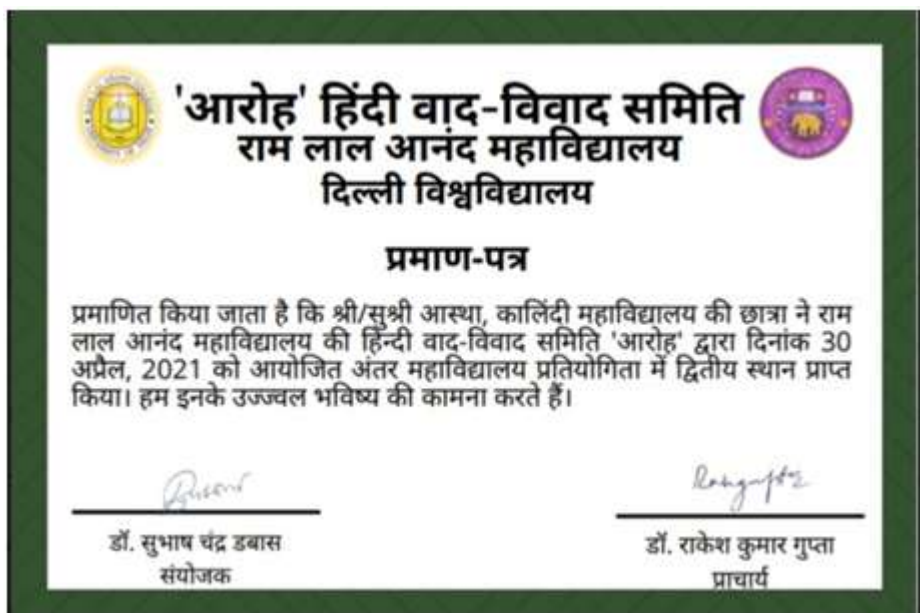 'आरोह' हिंदी वाद-विवाद समिति
राम लाल आनंद महाविद्यालय
दिल्ली विश्वविद्यालय
प्रमाण-पत्र
प्रमाणित किया जाता है कि श्री/सुश्री आस्था, कालिंदी महाविद्यालय की छात्रा ने राम
लाल आनंद महाविद्यालय की हिन्दी वाद-विवाद समिति 'आरोह' द्वारा दिनांक 30
अप्रैल, 2021 को आयोजित अंतर महाविद्यालय प्रतियोगिता में द्वितीय स्थान प्राप्त
किया। हम इनके उज्ज्वल भविष्य की कामना करते हैं।
डॉ. सुभाष चंद्र डबास
संयोजक
डॉ. राकेश कुमार गुप्ता
प्राचार्य